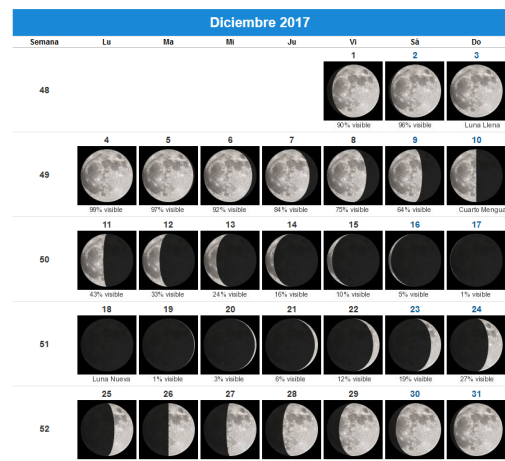 Diciembre 2017
Semana Lu Ma Mi Ju Vi Sá Do
1 2 3
48
90% visible 96% visible Luna Llena
4 5 6 7 8 9 10
49
99% visible 97% visible 92% visible 84% visible 75% visible 64% visible Cuarto Mengua
11 12 13 14 15 16 17
50
43% visible 33% visible 24% visible 16% visible 10% visible 5% visible 1% visible
18 19 20 21 22 23 24
51
Luna Nueva 1% visible 3% visible 6% visible 12% visible 19% visible 27% visible
25 26 27 28 29 30 31
52